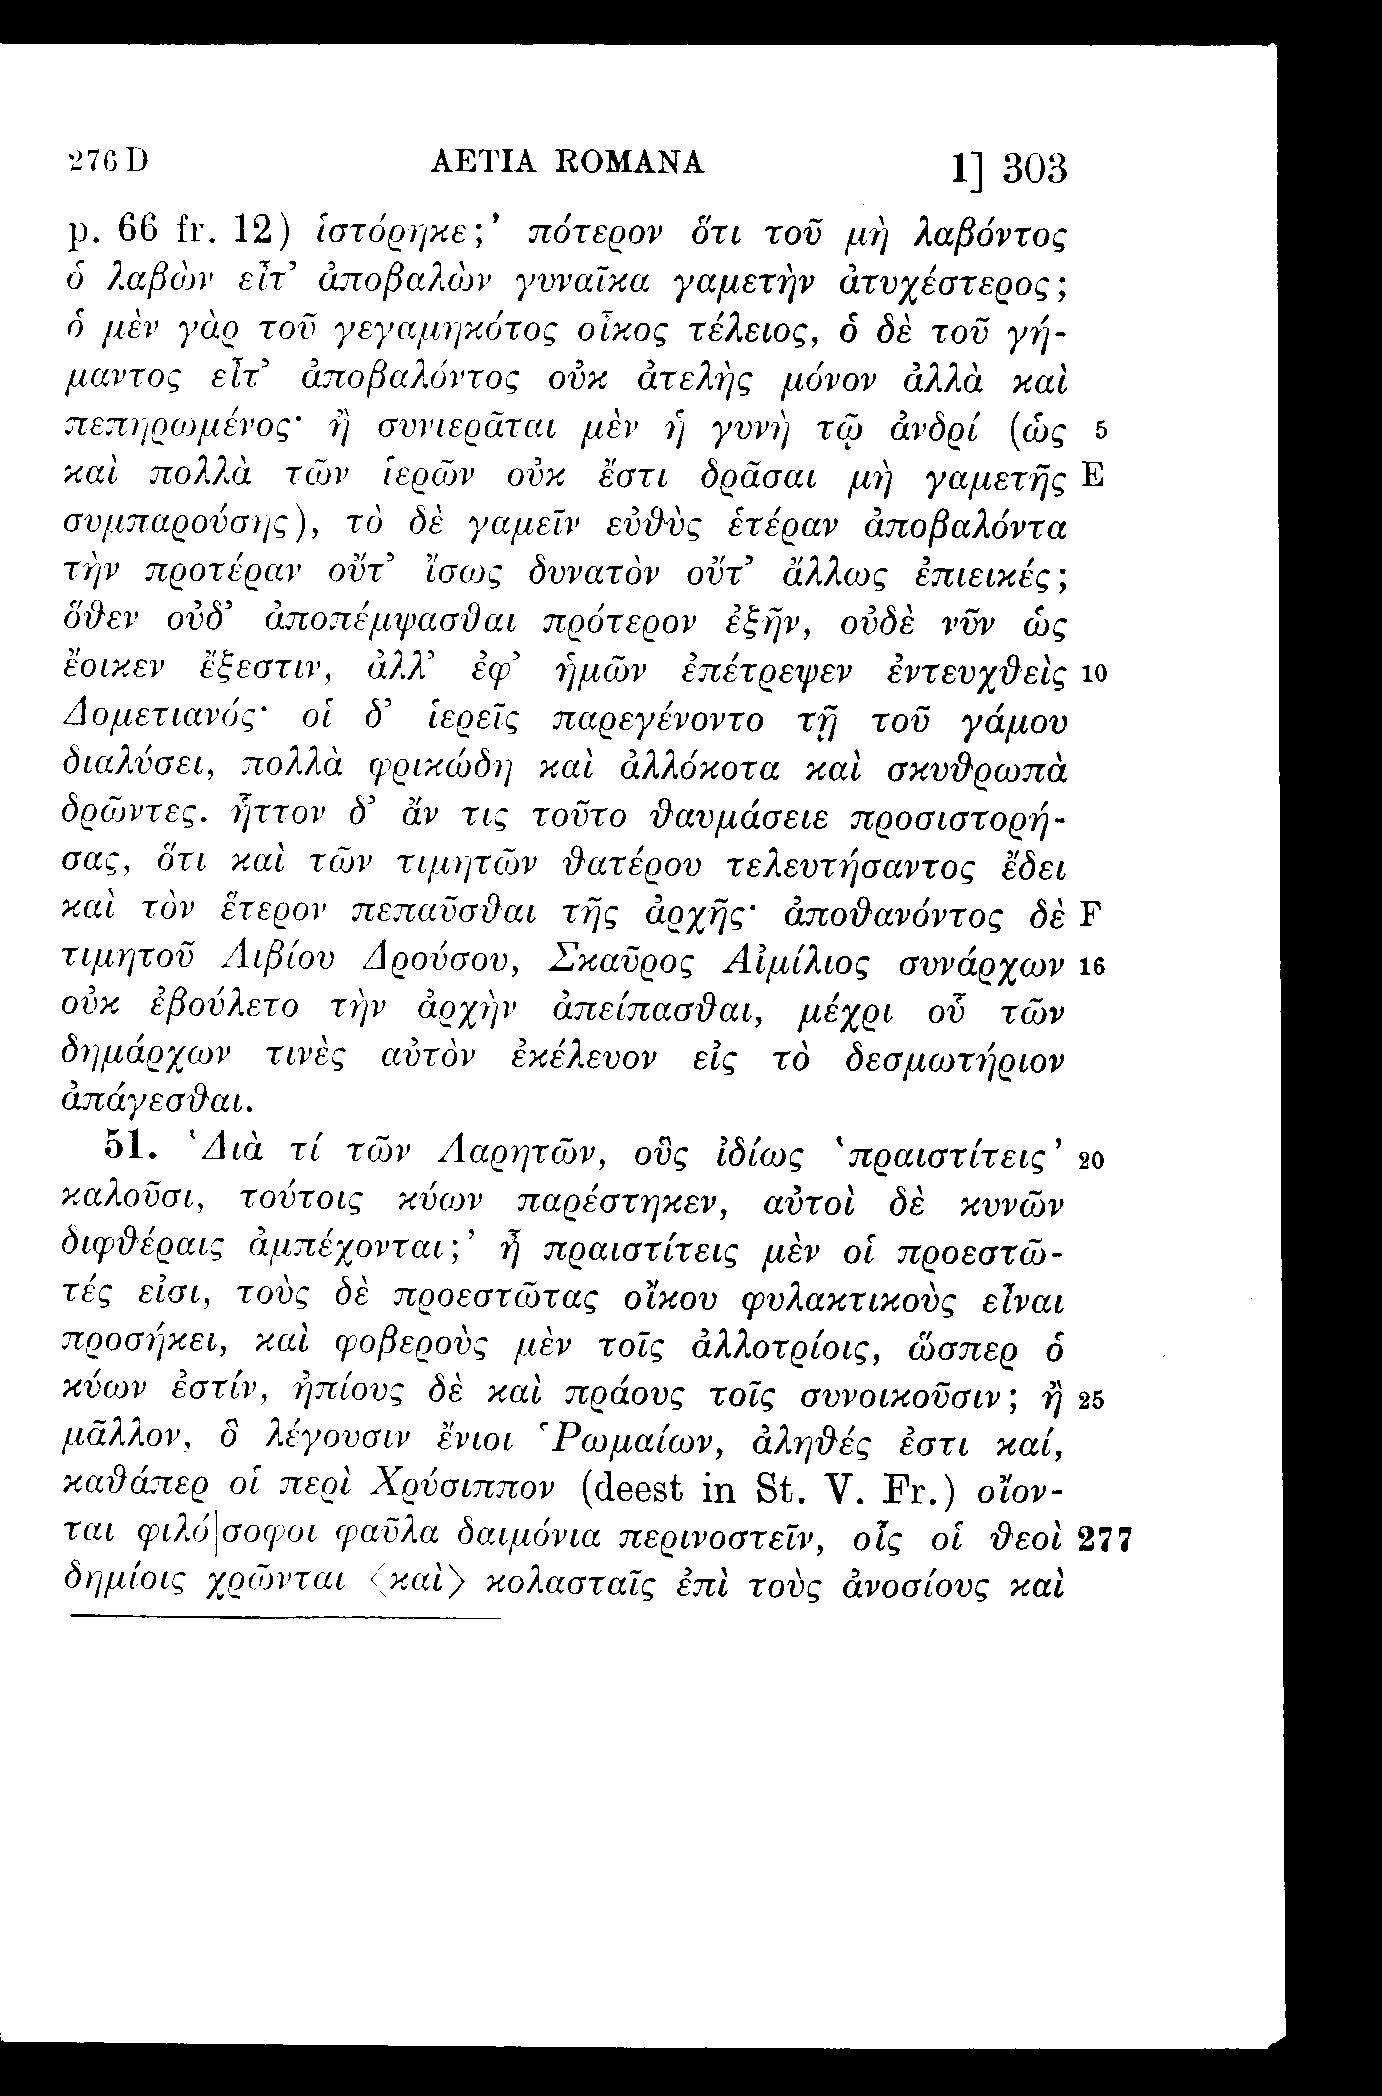 276 D AETIA ROMANA 1] 303
p. 66 fr. 12) ἱστόρηκε;’ πότερον ὅτι τοῦ μὴ λαβόντος
ὁ λαβὼν εἶτ’ ἀποβαλὼν γυναῖκα γαμετὴν ἀτυχέστερος;
ὁ μὲν γὰρ τοῦ γεγαμηκότος οἶκος τέλειος, ὁ δὲ τοῦ γή-
μαντος εἶτ’ ἀποβαλόντος οὐκ ἀτελὴς μόνον ἀλλὰ καὶ
πεπηρωμένος· ἢ συνιερᾶται μὲν ἡ γυνὴ τῷ ἀνδρί (ὡς 5
καὶ πολλὰ τῶν ἱερῶν οὐκ ἔστι δρᾶσαι μὴ γαμετῆς E
συμπαρούσης), τὸ δὲ γαμεῖν εὐθὺς ἑτέραν ἀποβαλόντα
τὴν προτέραν οὔτ’ ἴσως δυνατὸν οὔτ’ ἄλλως ἐπιεικές;
ὅθεν οὐδ’ ἀποπέμψασθαι πρότερον ἐξῆν, οὐδὲ νῦν ὡς
ἔοικεν ἔξεστιν, ἀλλ’ ἐφ’ ἡμῶν ἐπέτρεψεν ἐντευχθεὶς 10
Δομετιανός· οἱ δ’ ἱερεῖς παρεγένοντο τῇ τοῦ γάμου
διαλύσει, πολλὰ φρικώδη καὶ ἀλλόκοτα καὶ σκυθρωπὰ
δρῶντες. ἧττον δ’ ἄν τις τοῦτο θαυμάσειε προσιστορή-
σας, ὅτι καὶ τῶν τιμητῶν θατέρου τελευτήσαντος ἔδει
καὶ τὸν ἕτερον πεπαῦσθαι τῆς ἀρχῆς· ἀποθανόντος δὲ F
τιμητοῦ Λιβίου Δρούσου, Σκαῦρος Αἰμίλιος συνάρχων 16
οὐκ ἐβούλετο τὴν ἀρχὴν ἀπείπασθαι, μέχρι οὗ τῶν
δημάρχων τινὲς αὐτὸν ἐκέλευον εἰς τὸ δεσμωτήριον
ἀπάγεσθαι.
51. ‘Διὰ τί τῶν Λαρητῶν, οὓς ἰδίως ‘πραιστίτεις’ 20
καλοῦσι, τούτοις κύων παρέστηκεν, αὐτοὶ δὲ κυνῶν
διφθέραις ἀμπέχονται;’ ἦ πραιστίτεις μὲν οἱ προεστῶ-
τές εἰσι, τοὺς δὲ προεστῶτας οἴκου φυλακτικοὺς εἶναι
προσήκει, καὶ φοβεροὺς μὲν τοῖς ἀλλοτρίοις, ὥσπερ ὁ
κύων ἐστίν, ἠπίους δὲ καὶ πράους τοῖς συνοικοῦσιν; ἢ 25
μᾶλλον, ὃ λέγουσιν ἔνιοι Ῥωμαίων, ἀληθές ἐστι καί,
καθάπερ οἱ περὶ Χρύσιππον (deest in St. V. Fr.) οἴον-
ται φιλό|σοφοι φαῦλα δαιμόνια περινοστεῖν, οἷς οἱ θεοὶ 277
δημίοις χρῶνται <καὶ> κολασταῖς ἐπὶ τοὺς ἀνοσίους καὶ